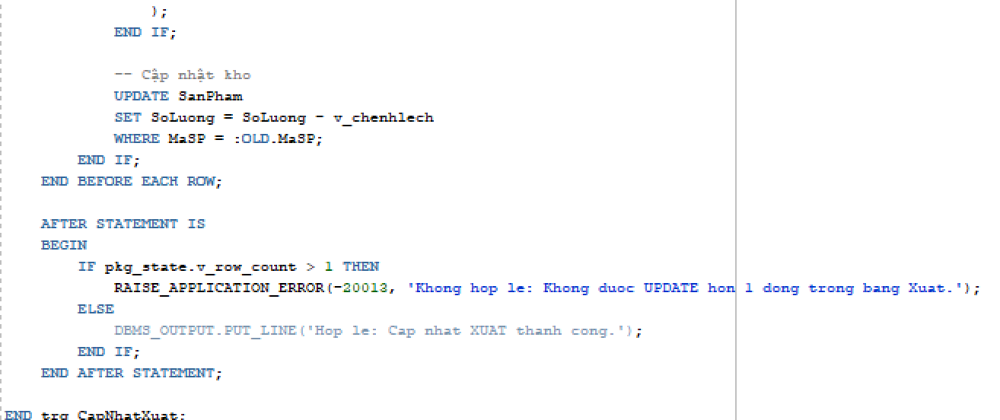 );
END IF;
-- Cập nhật kho
UPDATE SanPham
SET SoLuong = SoLuong - v_chenhlech
WHERE MaSP = :OLD.MaSP;
END IF;
END BEFORE EACH ROW;
AFTER STATEMENT IS
BEGIN
IF pkg_state.v_row_count > 1 THEN
RAISE_APPLICATION_ERROR(-20013, 'Khong hop le: Khong duoc UPDATE hon 1 dong trong bang Xuat.');
ELSE
DBMS_OUTPUT.PUT_LINE('Hop le: Cap nhat XUAT thanh cong.');
END IF;
END AFTER STATEMENT;
END trg_CapNhatXuat;